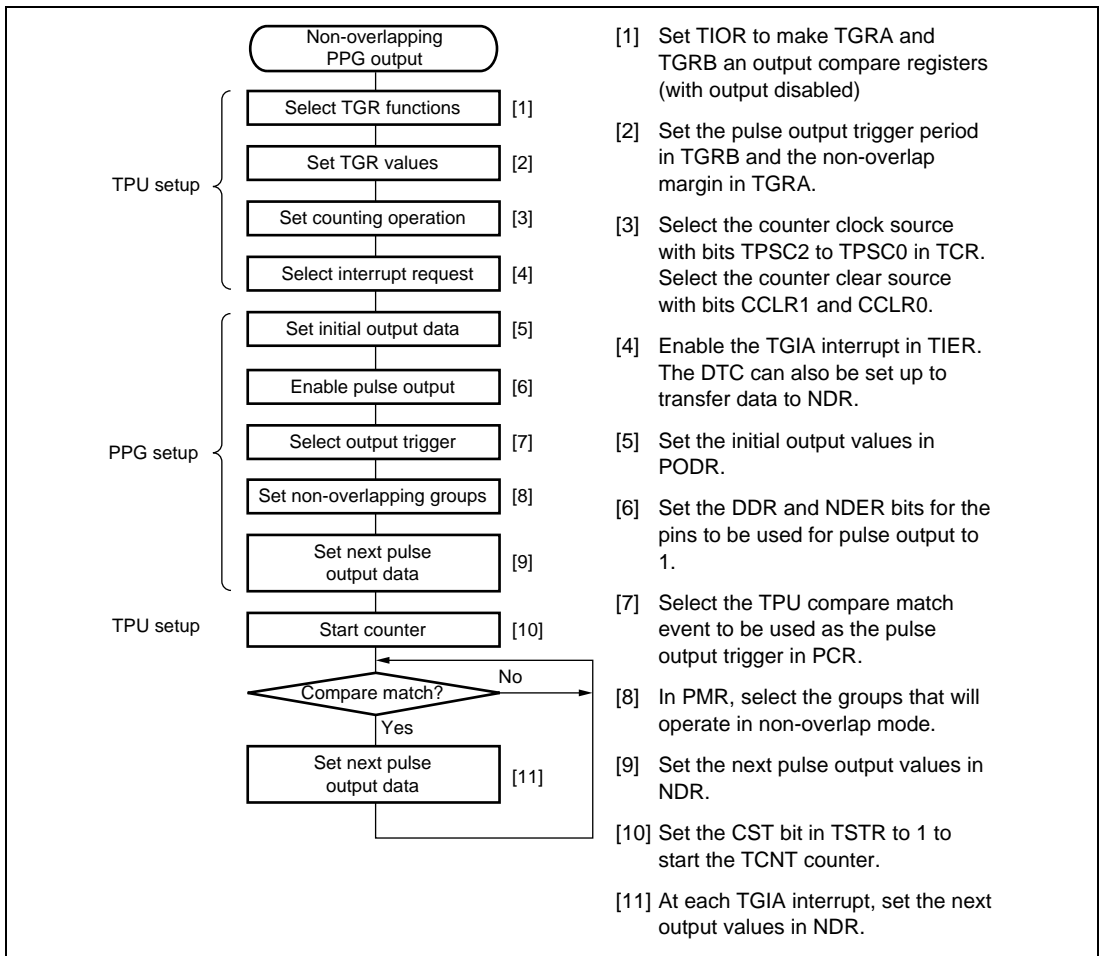 Non-overlapping
PPG output
TPU setup
Select TGR functions [1]
Set TGR values [2]
Set counting operation [3]
Select interrupt request [4]
PPG setup
Set initial output data [5]
Enable pulse output [6]
Select output trigger [7]
Set non-overlapping groups [8]
Set next pulse
output data [9]
TPU setup
Start counter [10]
Compare match?
No
Yes
Set next pulse
output data [11]
[1] Set TIOR to make TGRA and
TGRB an output compare registers
(with output disabled)
[2] Set the pulse output trigger period
in TGRB and the non-overlap
margin in TGRA.
[3] Select the counter clock source
with bits TPSC2 to TPSC0 in TCR.
Select the counter clear source
with bits CCLR1 and CCLR0.
[4] Enable the TGIA interrupt in TIER.
The DTC can also be set up to
transfer data to NDR.
[5] Set the initial output values in
PODR.
[6] Set the DDR and NDER bits for the
pins to be used for pulse output to
1.
[7] Select the TPU compare match
event to be used as the pulse
output trigger in PCR.
[8] In PMR, select the groups that will
operate in non-overlap mode.
[9] Set the next pulse output values in
NDR.
[10] Set the CST bit in TSTR to 1 to
start the TCNT counter.
[11] At each TGIA interrupt, set the next
output values in NDR.